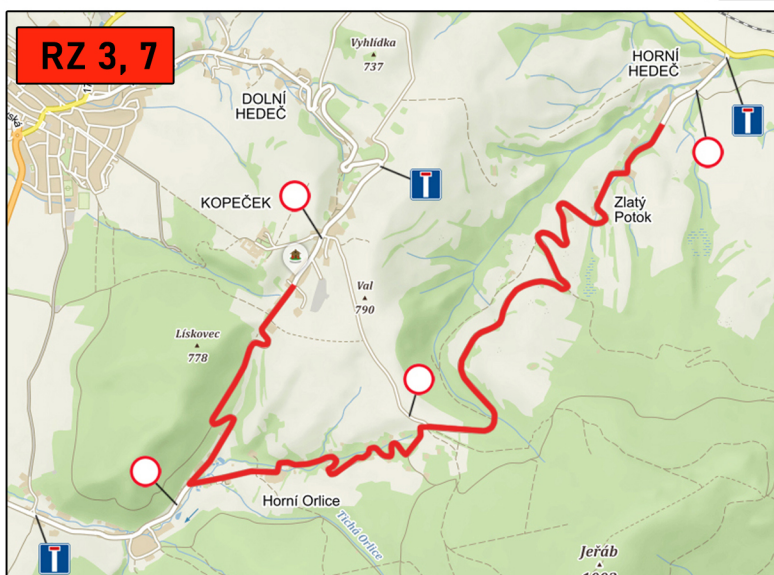 RZ 3, 7
Vyhlídka
737
HORNÍ
HEDEČ
DOLNÍ
HEDEČ
KOPEČEK
Zlatý
Potok
Val
790
Lískovec
778
Horní Orlice
Tichá Orlice
Jeřáb